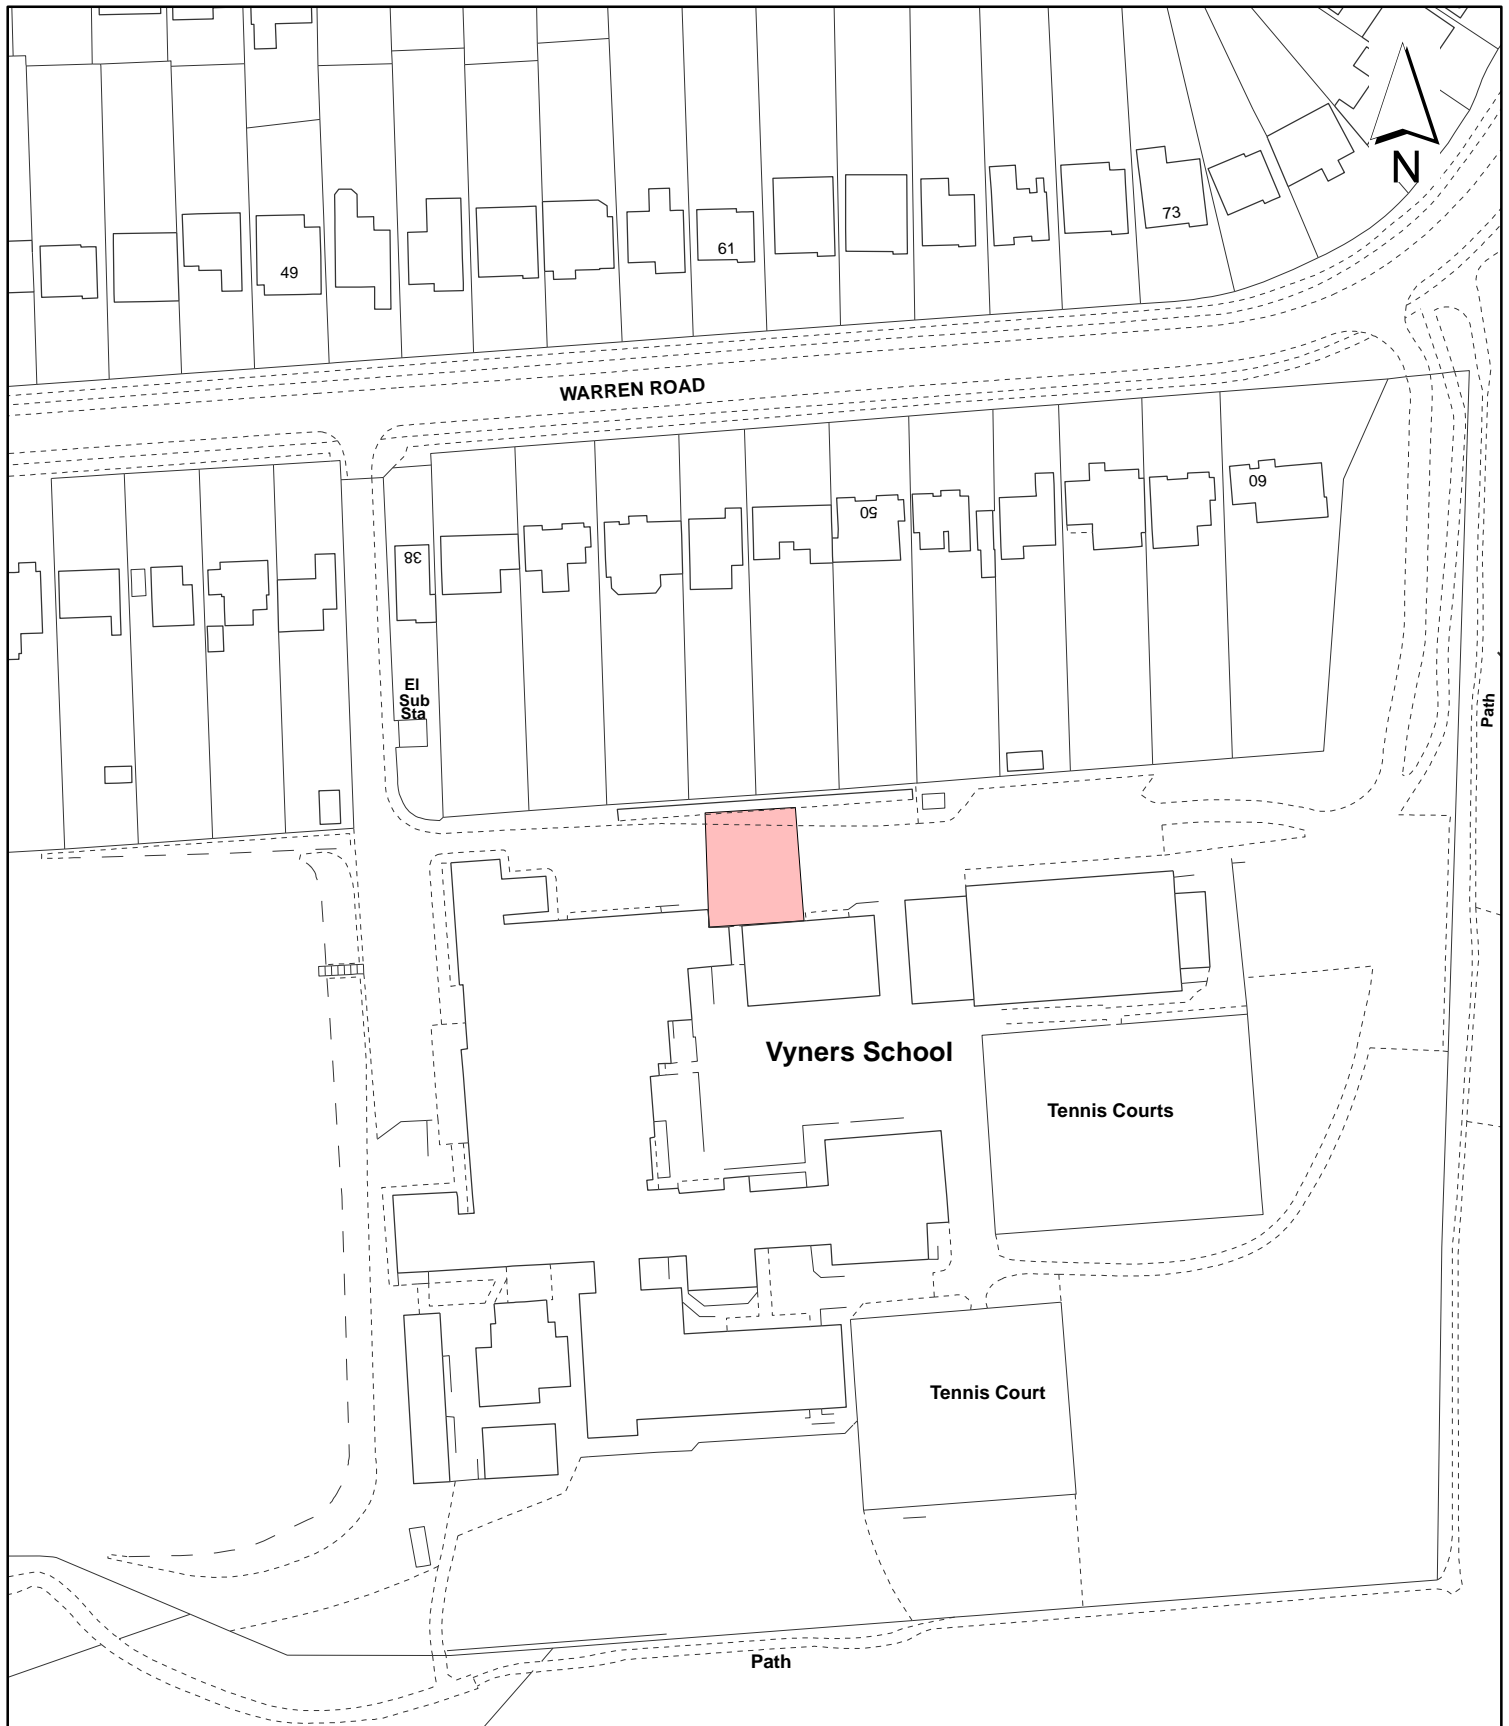 N
73
61
49
WARREN ROAD
60
50
38
El
Sub
Sta
Path
Vyners School
Tennis Courts
Tennis Court
Path